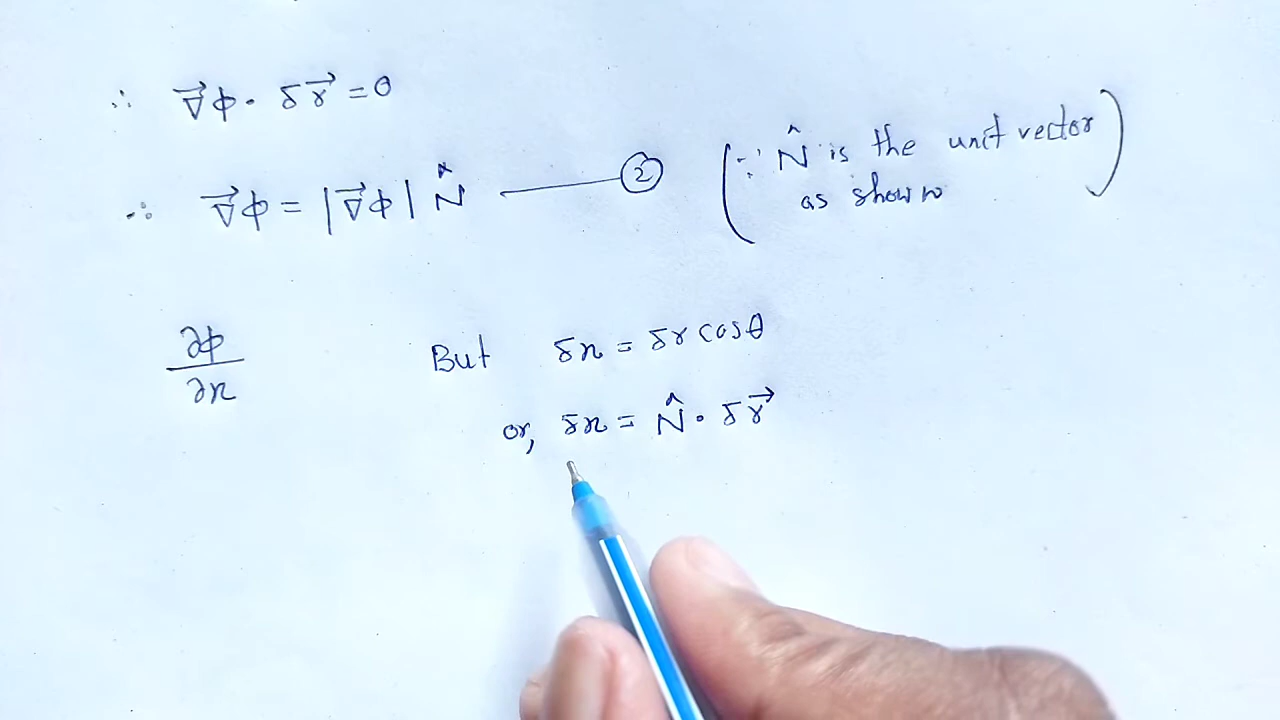 ∴ ∇⃗ϕ · δr⃗ = 0
∴ ∇⃗ϕ = |∇⃗ϕ| N̂ —— ② (∵ N̂ is the unit vector
as shown)
∂ϕ/∂n But δn = δr cosθ
or, δn = N̂ · δr⃗